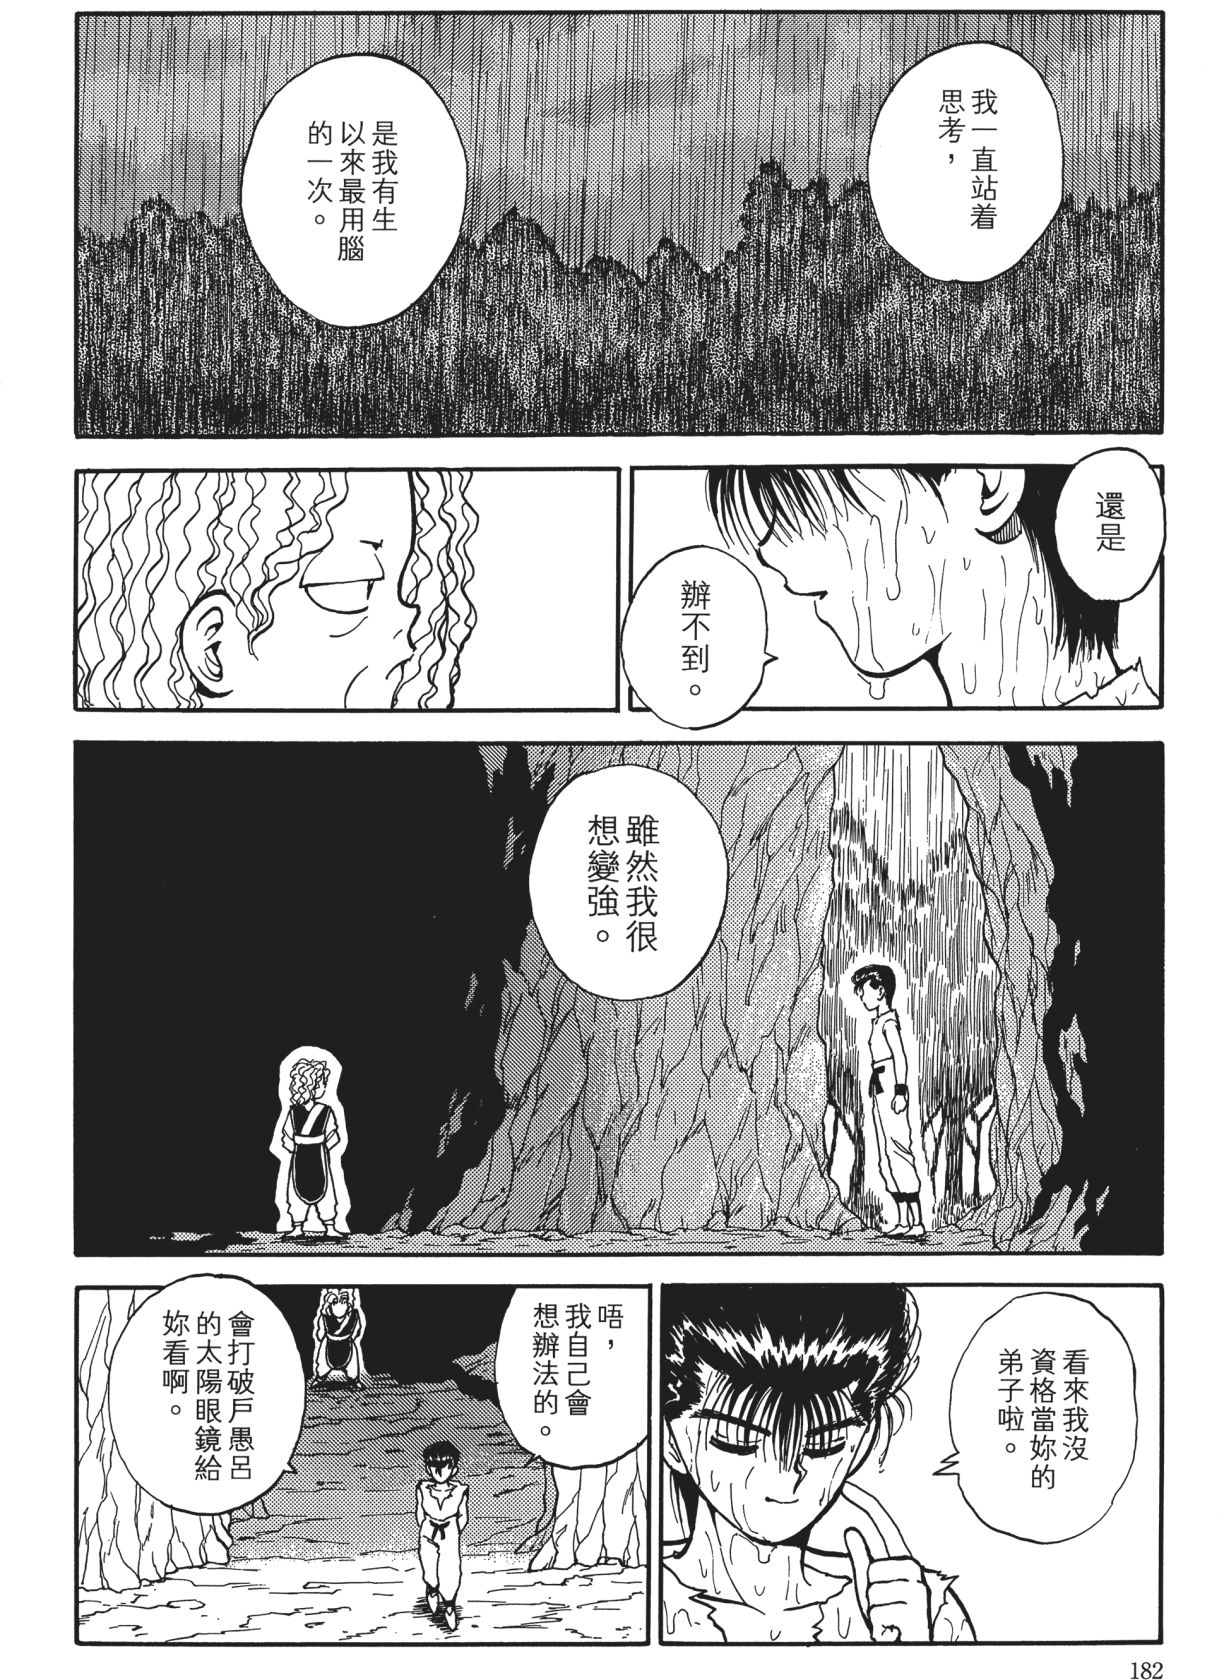 我一直站着
思考，
是我有生
以來最用腦
的一次。
還是
辦不到。
雖然我很
想變強。
看來我沒
資格當妳的
弟子啦。
唔，
我自己會
想辦法的。
會打破戶愚呂
的太陽眼鏡給
妳看啊。
182